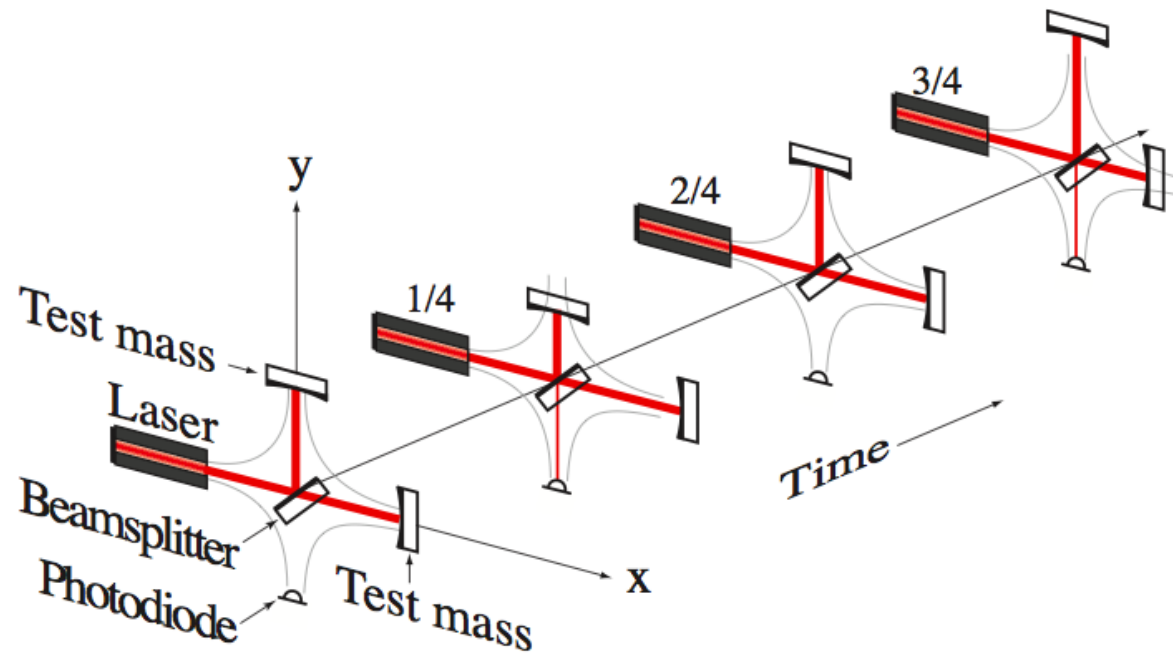 3/4
y
2/4
1/4
Test mass
Laser
Time
Beamsplitter
x
Photodiode
Test mass